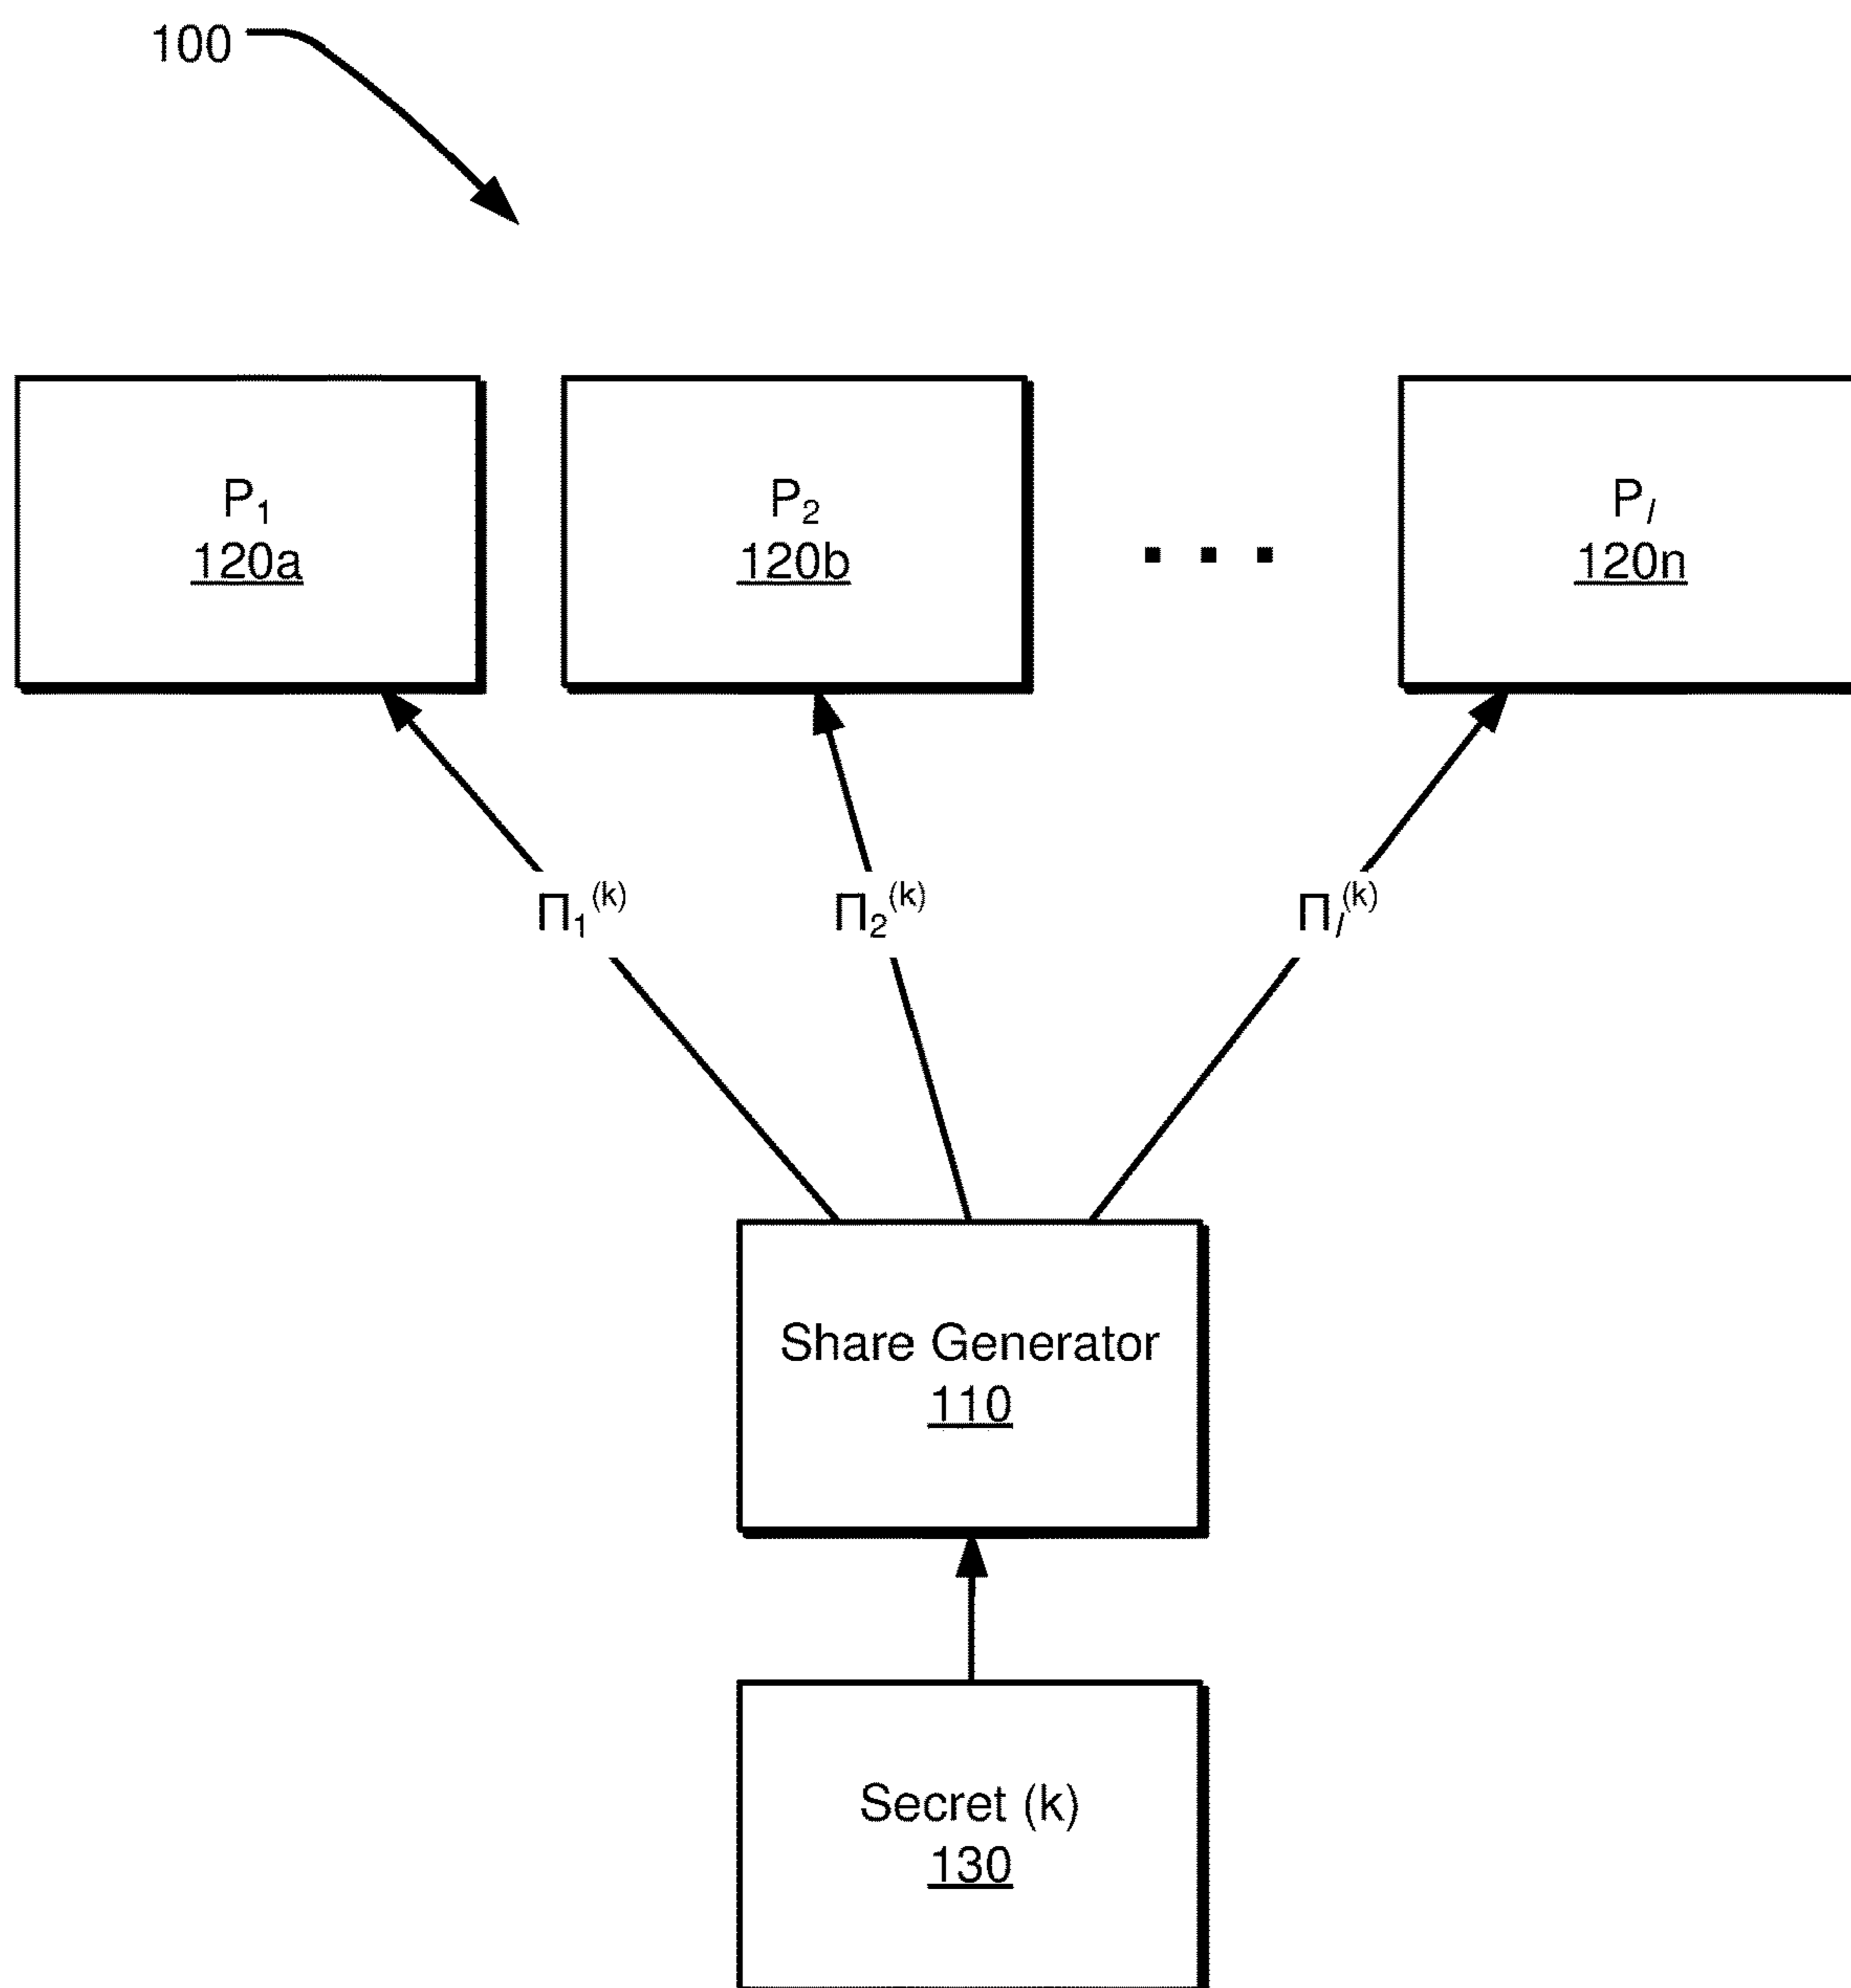 100
P₁
120a
P₂
120b
. . .
Pₗ
120n
Π₁⁽ᵏ⁾
Π₂⁽ᵏ⁾
Πₗ⁽ᵏ⁾
Share Generator
110
Secret (k)
130